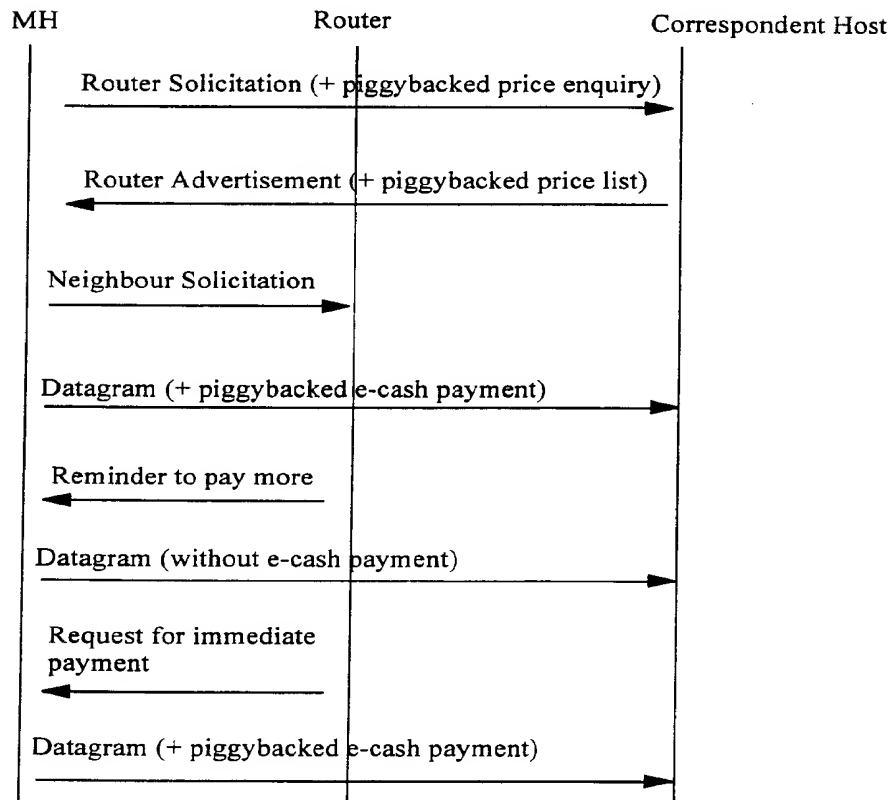 MH Router Correspondent Host
Router Solicitation (+ piggybacked price enquiry)
Router Advertisement (+ piggybacked price list)
Neighbour Solicitation
Datagram (+ piggybacked e-cash payment)
Reminder to pay more
Datagram (without e-cash payment)
Request for immediate
payment
Datagram (+ piggybacked e-cash payment)